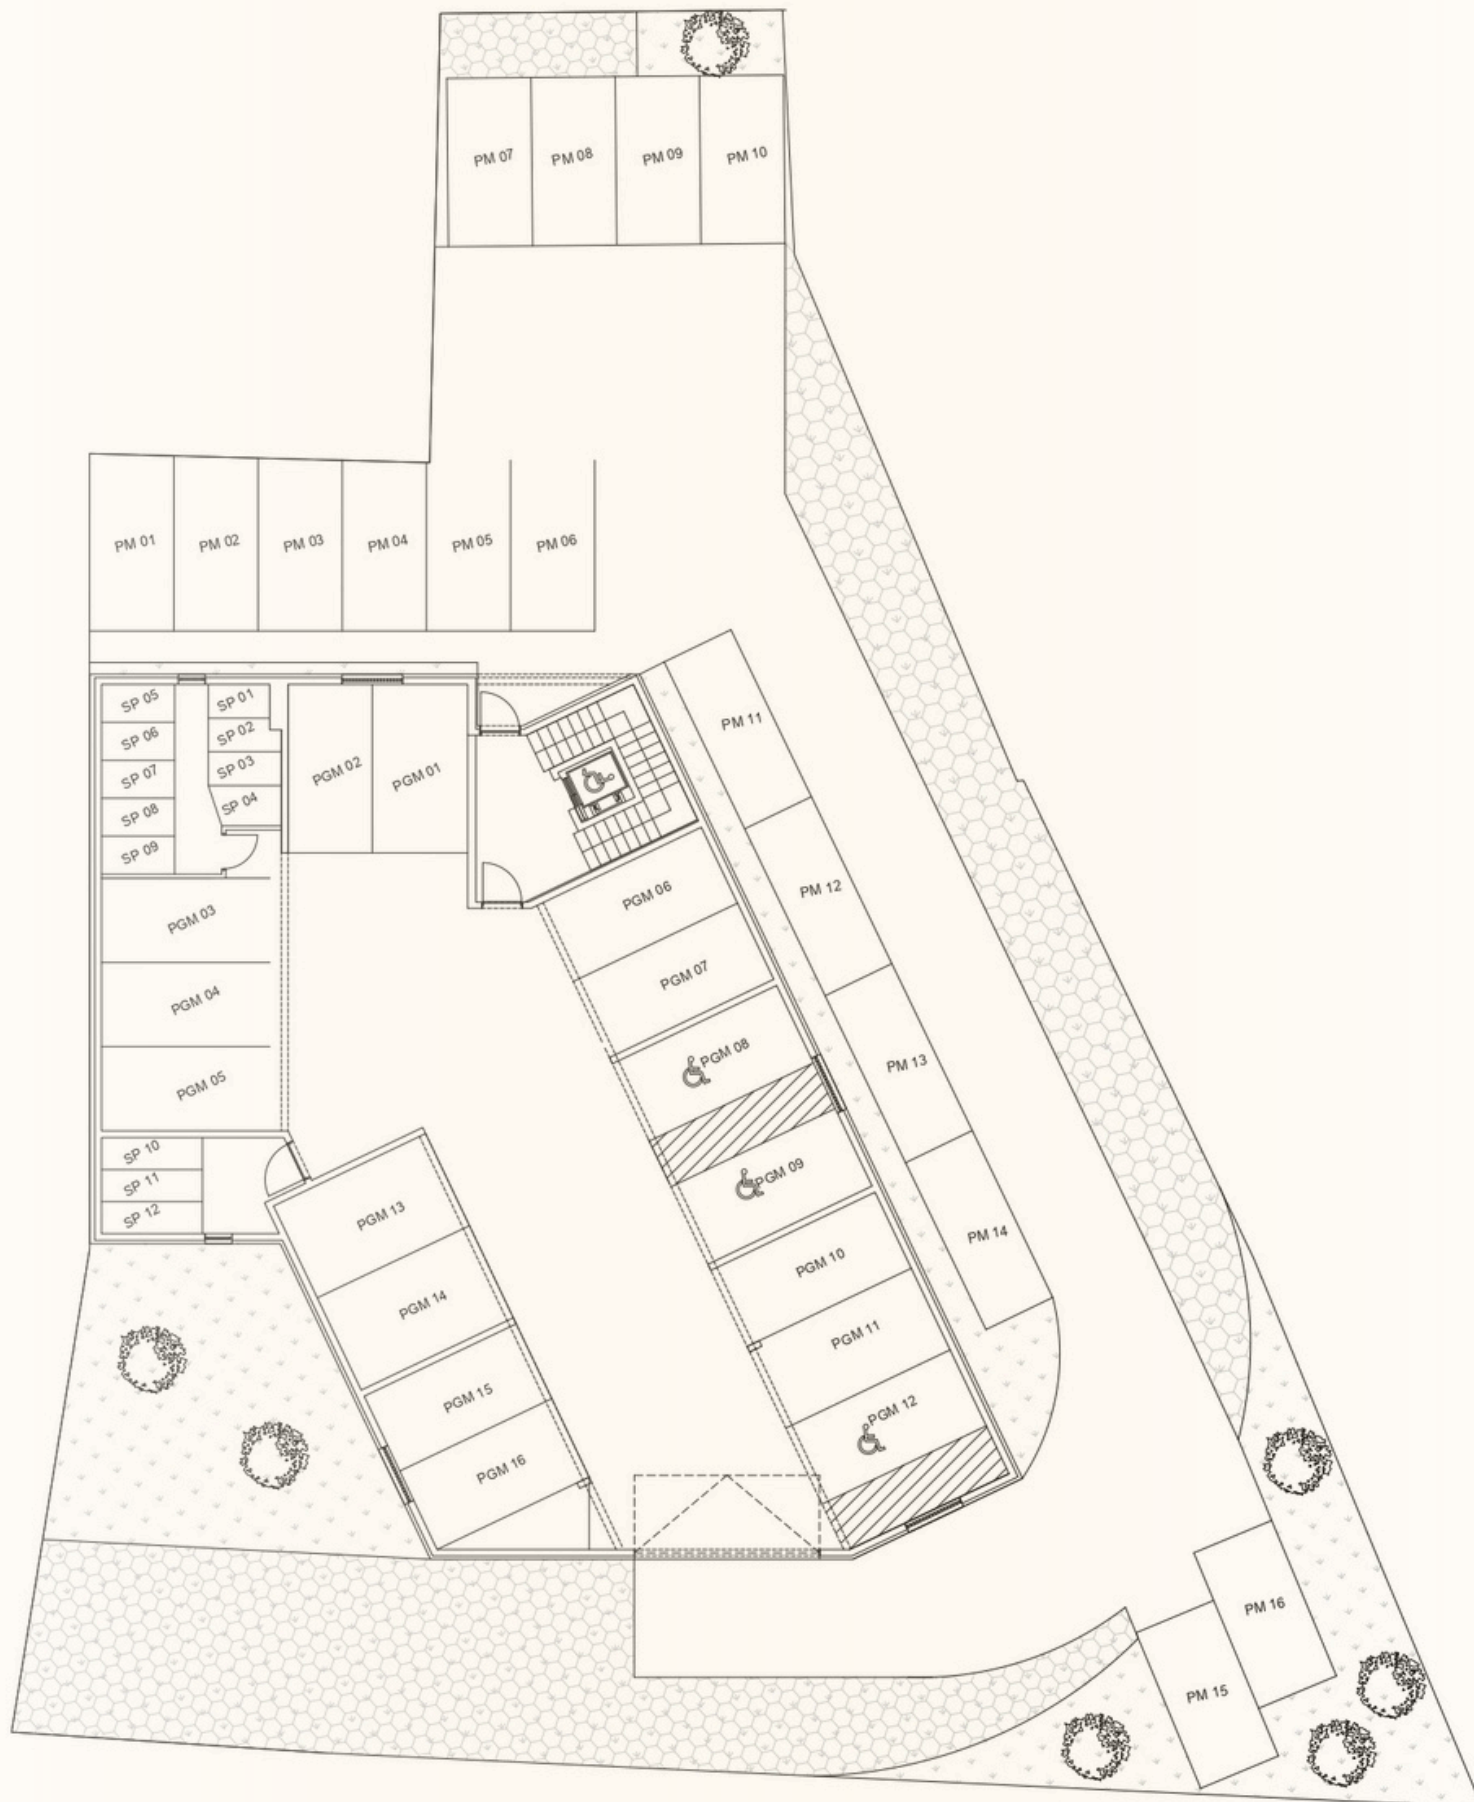 PM 07
PM 08
PM 09
PM 10
PM 01
PM 02
PM 03
PM 04
PM 05
PM 06
SP 05
SP 01
SP 06
SP 02
SP 07
SP 03
SP 08
SP 04
SP 09
PGM 02
PGM 01
PM 11
PM 12
PM 13
PM 14
PGM 03
PGM 04
PGM 05
PGM 06
PGM 07
PGM 08
PGM 09
PGM 10
PGM 11
PGM 12
SP 10
SP 11
SP 12
PGM 13
PGM 14
PGM 15
PGM 16
PM 16
PM 15